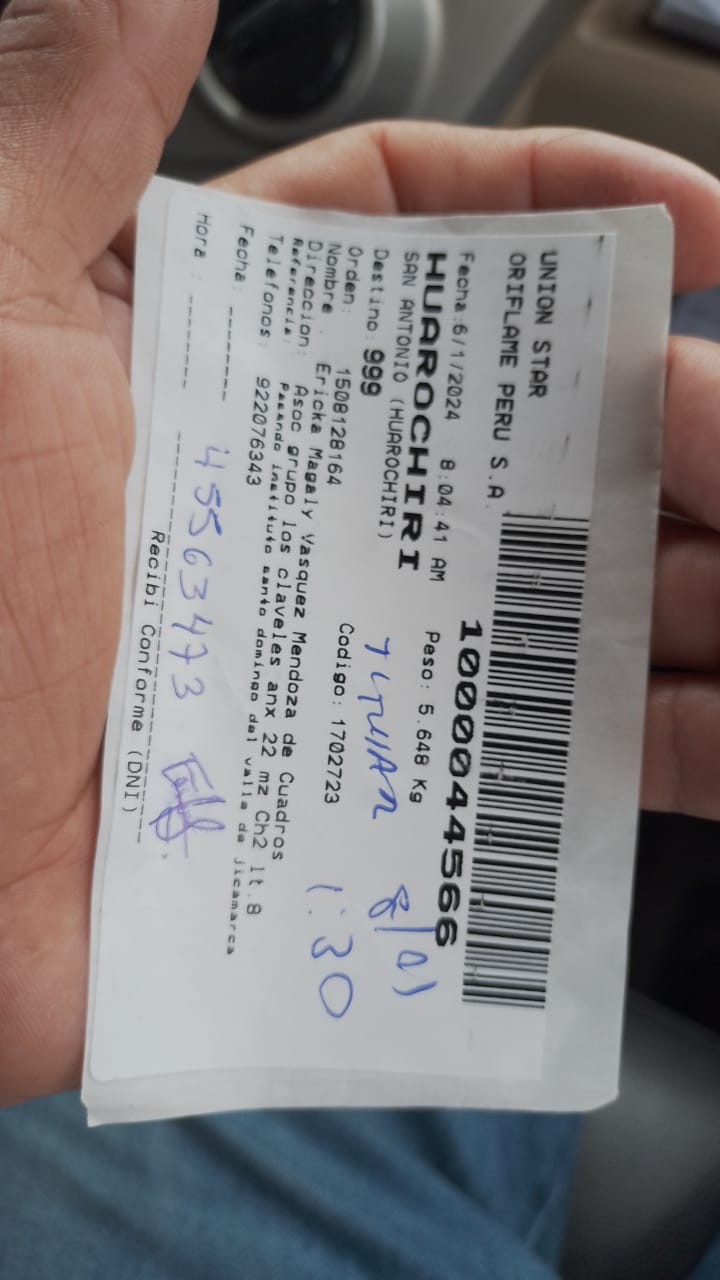 UNION STAR
ORIFLAME PERU S.A.
1000044566
Fecha:6/1/2024 8:04:41 AM
HUAROCHIRI Peso: 5.648 Kg
SAN ANTONIO (HUAROCHIRI)
Destino: 999
8/01
Orden: 1508128164 Codigo: 1702723
1:30
Nombre : Ericka Magaly Vasquez Mendoza de Cuadros
Direccion: Asoc grupo los claveles anx 22 mz Ch2 lt.8
Referencia: Pasando instituto santo domingo del valle de jicamarca
Telefonos: 922076343
Fecha: --------
Hora : --------
45563473
Recibi Conforme (DNI)